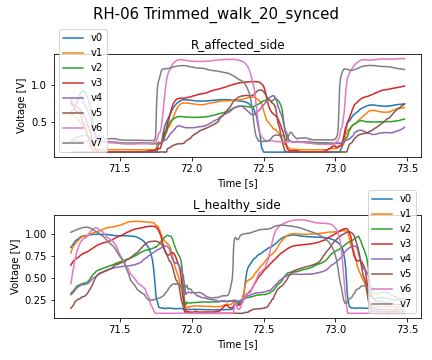 RH-06 Trimmed_walk_20_synced
R_affected_side
v0
v1
v2
v3
v4
v5
v6
v7
1.0
0.5
Voltage [V]
71.5 72.0 72.5 73.0 73.5
Time [s]
L_healthy_side
v0
v1
v2
v3
v4
v5
v6
v7
1.00
0.75
0.50
0.25
Voltage [V]
71.5 72.0 72.5 73.0 73.5
Time [s]